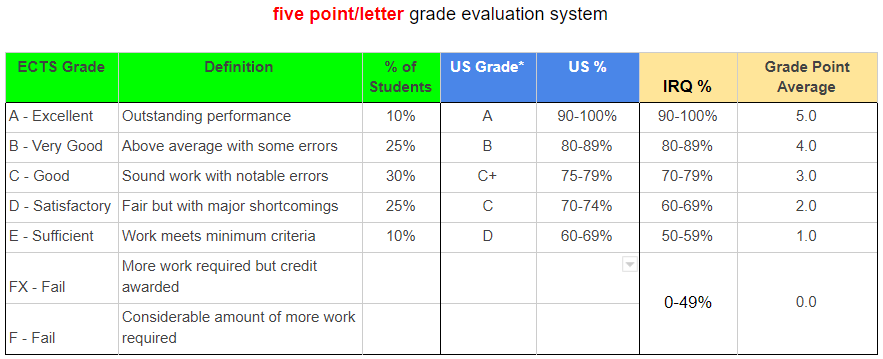 five point/letter grade evaluation system
ECTS Grade Definition % of Students US Grade* US % IRQ % Grade Point Average
A - Excellent Outstanding performance 10% A 90-100% 90-100% 5.0
B - Very Good Above average with some errors 25% B 80-89% 80-89% 4.0
C - Good Sound work with notable errors 30% C+ 75-79% 70-79% 3.0
D - Satisfactory Fair but with major shortcomings 25% C 70-74% 60-69% 2.0
E - Sufficient Work meets minimum criteria 10% D 60-69% 50-59% 1.0
FX - Fail More work required but credit awarded 0-49% 0.0
F - Fail Considerable amount of more work required